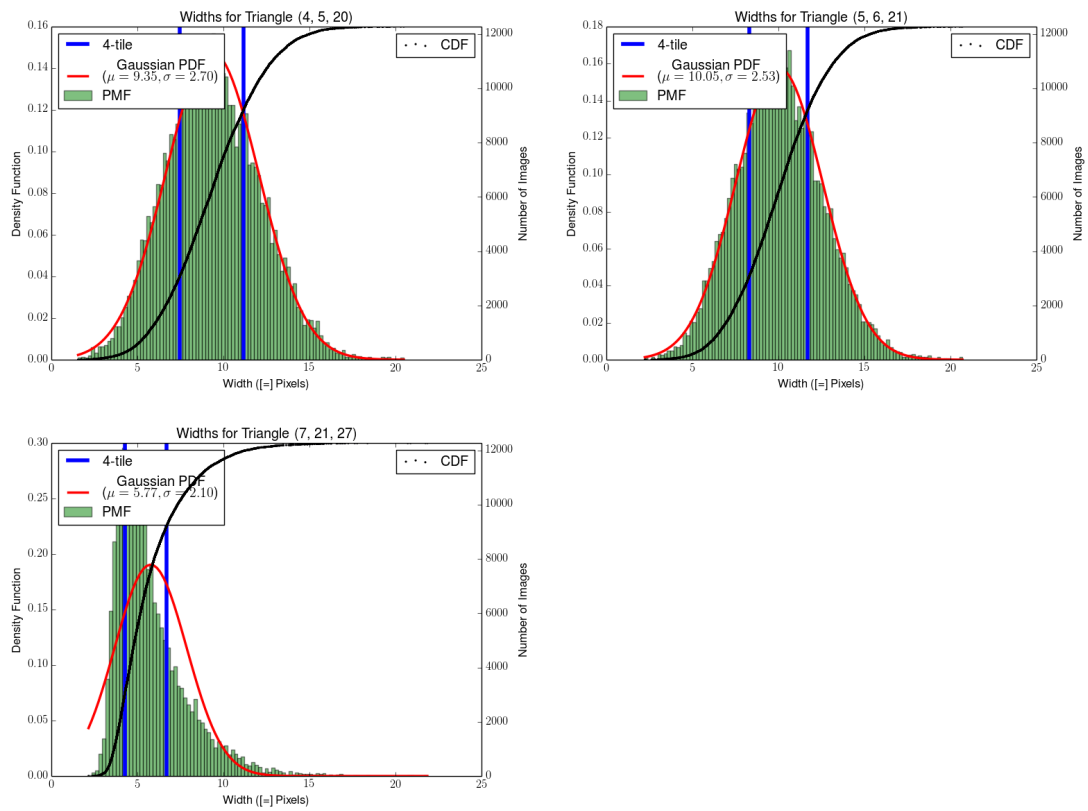 Widths for Triangle (4, 5, 20)
0.16
0.14
0.12
0.10
0.08
0.06
0.04
0.02
0.00
Density Function
4-tile
Gaussian PDF
(μ = 9.35, σ = 2.70)
PMF
CDF
12000
10000
8000
6000
4000
2000
0
Number of Images
0 5 10 15 20 25
Width ([=] Pixels)
Widths for Triangle (5, 6, 21)
0.18
0.16
0.14
0.12
0.10
0.08
0.06
0.04
0.02
0.00
Density Function
4-tile
Gaussian PDF
(μ = 10.05, σ = 2.53)
PMF
CDF
12000
10000
8000
6000
4000
2000
0
Number of Images
0 5 10 15 20 25
Width ([=] Pixels)
Widths for Triangle (7, 21, 27)
0.30
0.25
0.20
0.15
0.10
0.05
0.00
Density Function
4-tile
Gaussian PDF
(μ = 5.77, σ = 2.10)
PMF
CDF
12000
10000
8000
6000
4000
2000
0
Number of Images
0 5 10 15 20 25
Width ([=] Pixels)